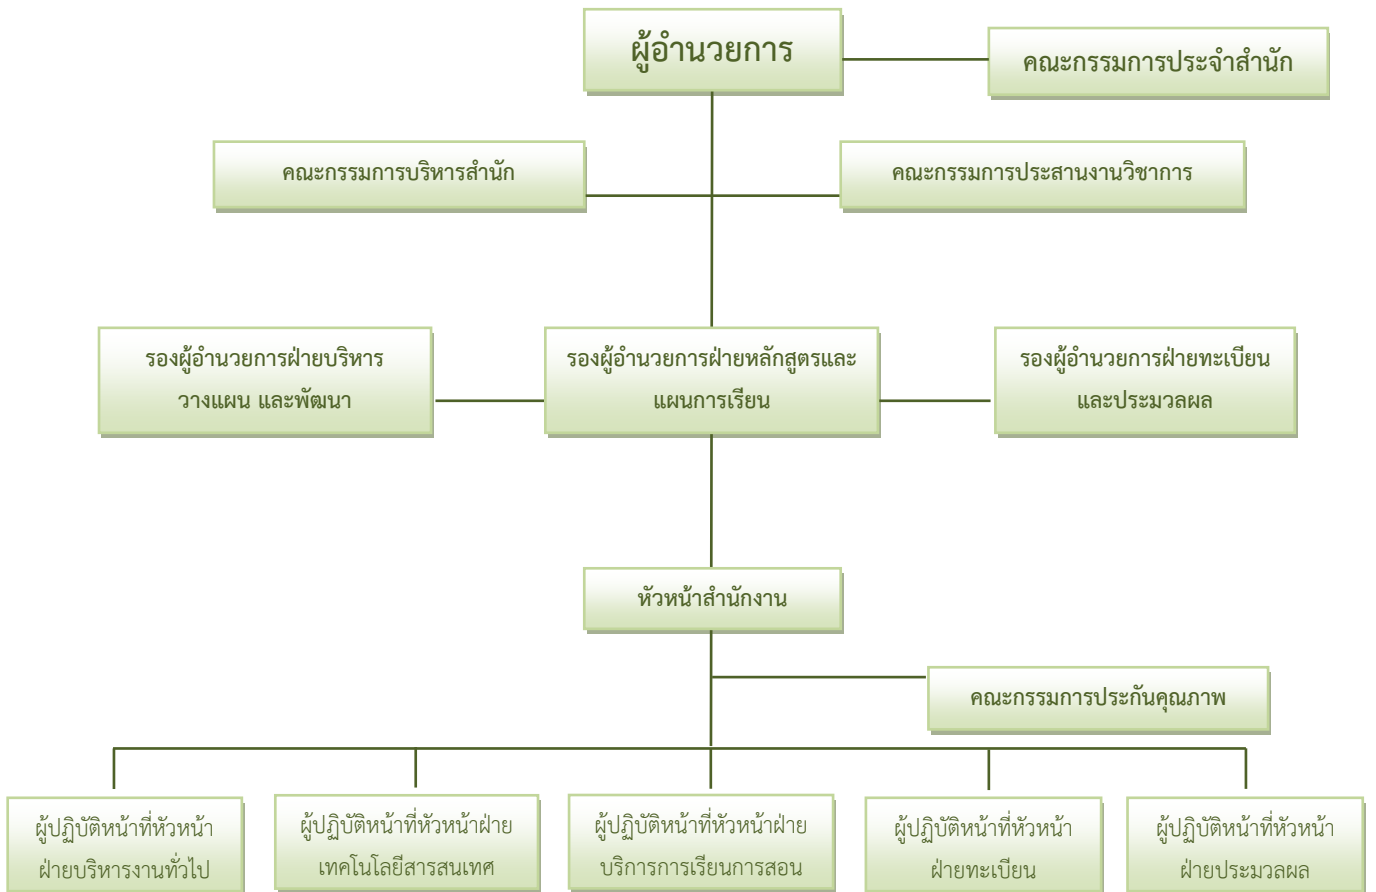 ผู้อำนวยการ
คณะกรรมการประจำสำนัก
คณะกรรมการบริหารสำนัก
คณะกรรมการประสานงานวิชาการ
รองผู้อำนวยการฝ่ายบริหาร
วางแผน และพัฒนา
รองผู้อำนวยการฝ่ายหลักสูตรและ
แผนการเรียน
รองผู้อำนวยการฝ่ายทะเบียน
และประมวลผล
หัวหน้าสำนักงาน
คณะกรรมการประกันคุณภาพ
ผู้ปฏิบัติหน้าที่หัวหน้า
ฝ่ายบริหารงานทั่วไป
ผู้ปฏิบัติหน้าที่หัวหน้าฝ่าย
เทคโนโลยีสารสนเทศ
ผู้ปฏิบัติหน้าที่หัวหน้าฝ่าย
บริการการเรียนการสอน
ผู้ปฏิบัติหน้าที่หัวหน้า
ฝ่ายทะเบียน
ผู้ปฏิบัติหน้าที่หัวหน้า
ฝ่ายประมวลผล